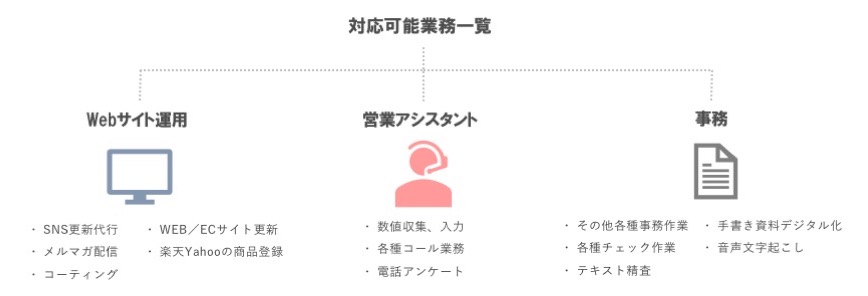 対応可能業務一覧
Webサイト運用
・ SNS更新代行
・ メルマガ配信
・ コーティング
・ WEB／ECサイト更新
・ 楽天Yahooの商品登録
営業アシスタント
・ 数値収集、入力
・ 各種コール業務
・ 電話アンケート
事務
・ その他各種事務作業
・ 各種チェック作業
・ テキスト精査
・ 手書き資料デジタル化
・ 音声文字起こし